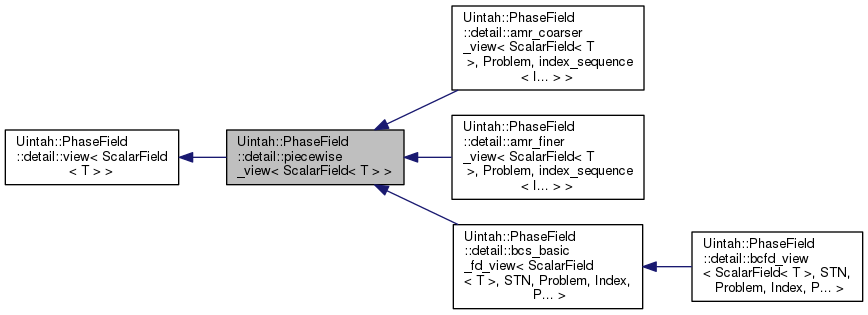 Uintah::PhaseField
::detail::view< ScalarField
< T > >
Uintah::PhaseField
::detail::piecewise
_view< ScalarField< T > >
Uintah::PhaseField
::detail::amr_coarser
_view< ScalarField< T
>, Problem, index_sequence
< I... > >
Uintah::PhaseField
::detail::amr_finer
_view< ScalarField< T
>, Problem, index_sequence
< I... > >
Uintah::PhaseField
::detail::bcs_basic
_fd_view< ScalarField
< T >, STN, Problem, Index,
P... >
Uintah::PhaseField
::detail::bcfd_view
< ScalarField< T >, STN,
Problem, Index, P... >